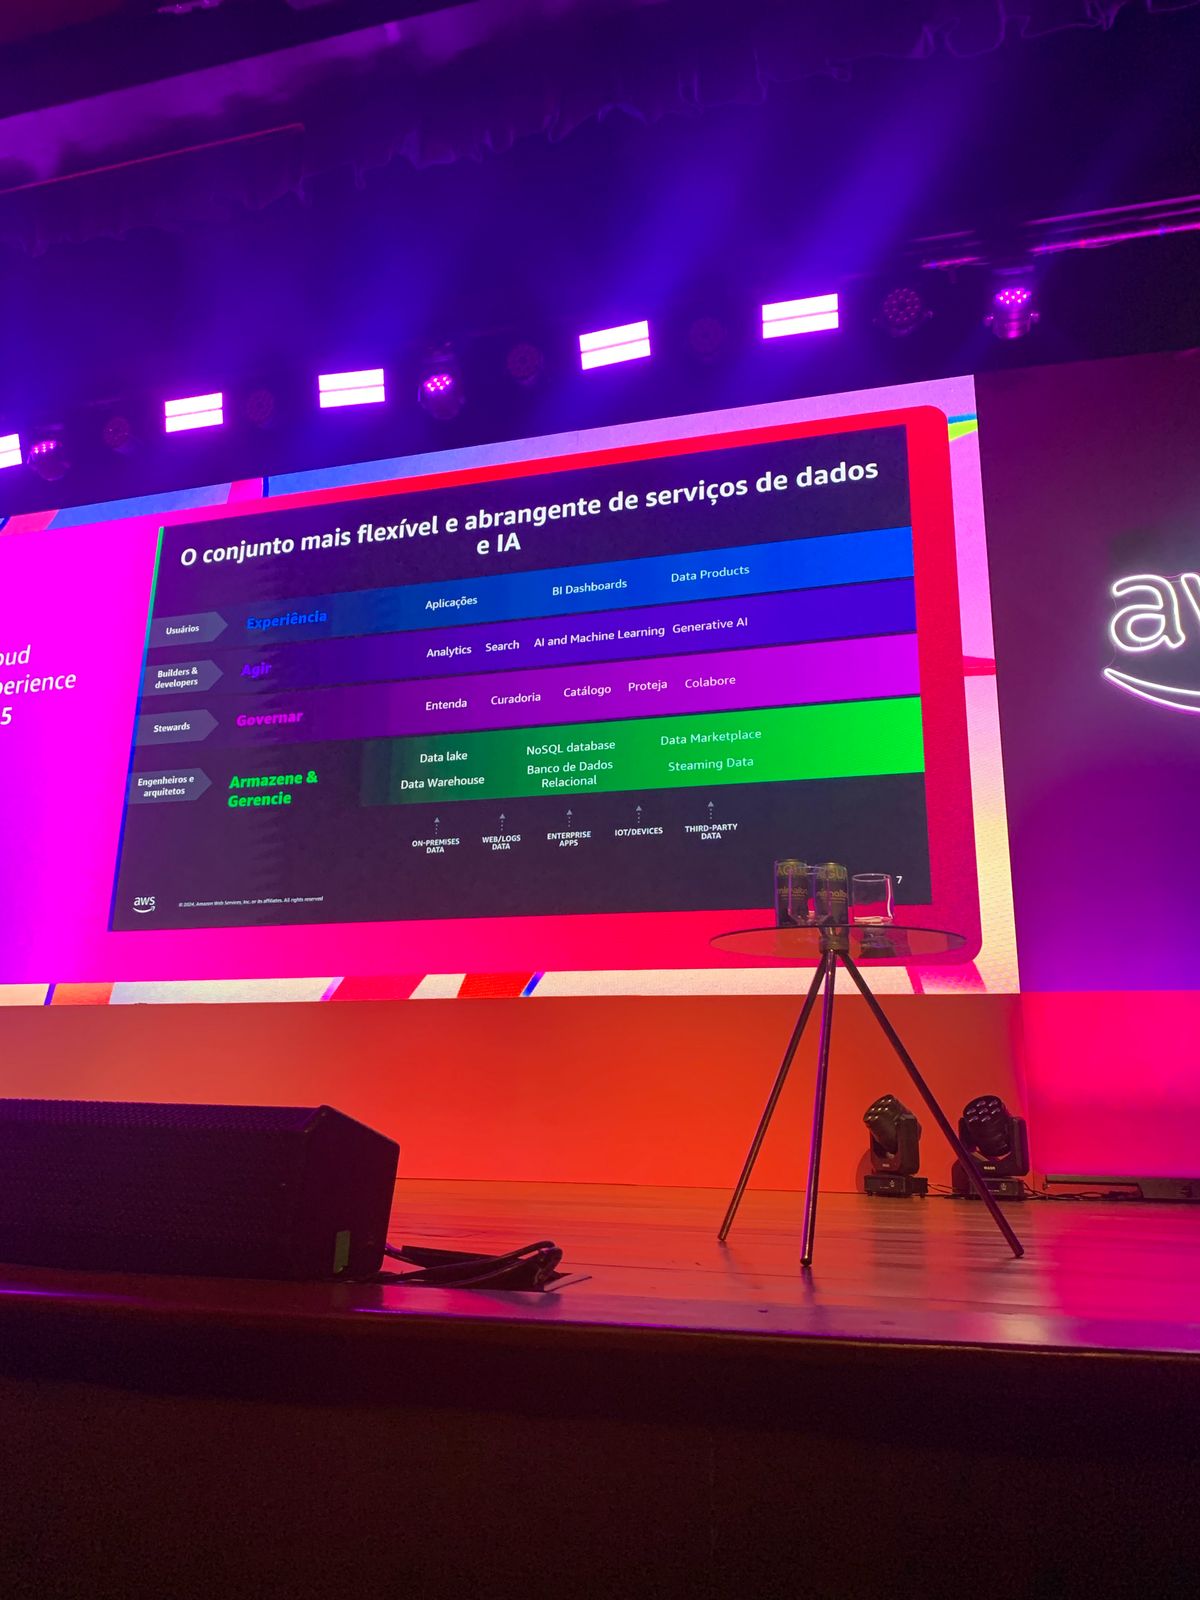 O conjunto mais flexível e abrangente de serviços de dados
e IA
Usuários
Experiência
Aplicações
BI Dashboards
Data Products
Builders &
developers
Agir
Analytics
Search
AI and Machine Learning
Generative AI
Stewards
Governar
Entenda
Curadoria
Catálogo
Proteja
Colabore
Engenheiros e
arquitetos
Armazene &
Gerencie
Data lake
NoSQL database
Data Marketplace
Data Warehouse
Banco de Dados
Relacional
Steaming Data
ON-PREMISES
DATA
WEB/LOGS
DATA
ENTERPRISE
APPS
IOT/DEVICES
THIRD-PARTY
DATA
aws
© 2024, Amazon Web Services, Inc. or its affiliates. All rights reserved
7
oud
perience
5
aw